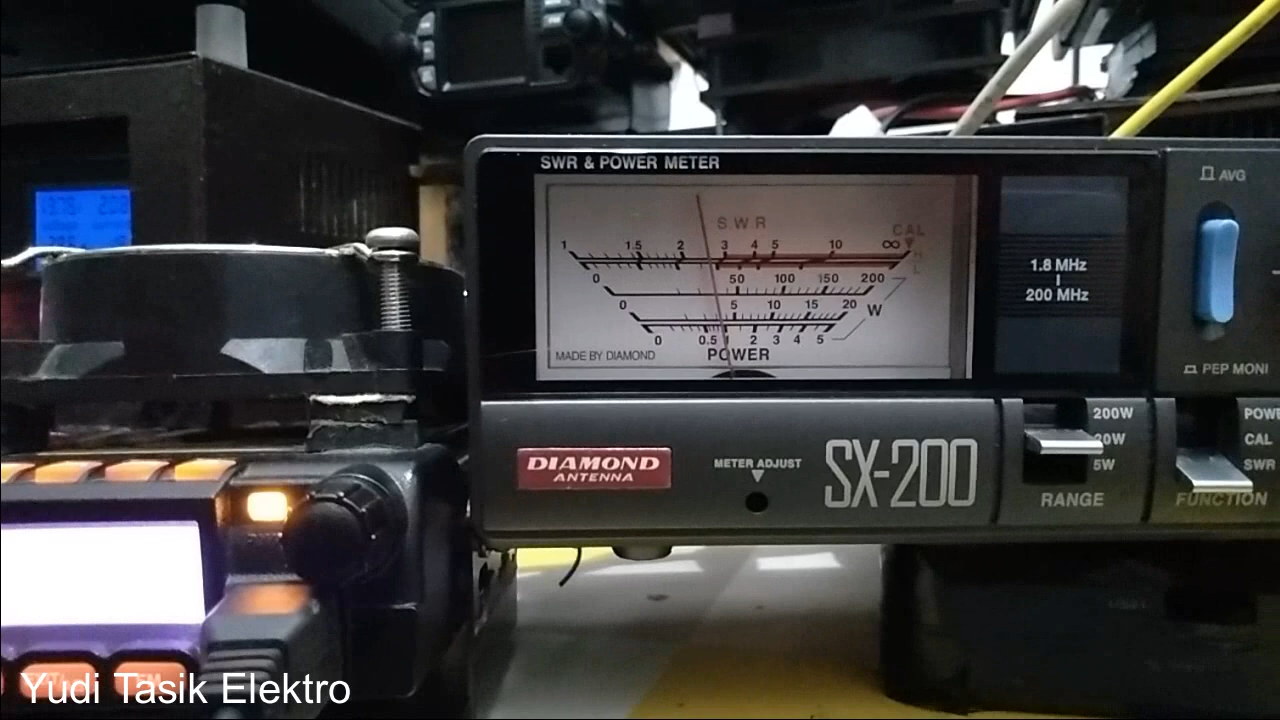 SWR & POWER METER
AVG
S.W.R
CAL
1 1.5 2 3 4 5 10 ∞
H
L
0 50 100 150 200
0 5 10 15 20
W
0 0.5 2 3 4 5
MADE BY DIAMOND
POWER
1.8 MHz
200 MHz
PEP MONI
DIAMOND
ANTENNA
METER ADJUST
SX-200
200W
20W
5W
RANGE
CAL
SWR
FUNCTION
Yudi Tasik Elektro